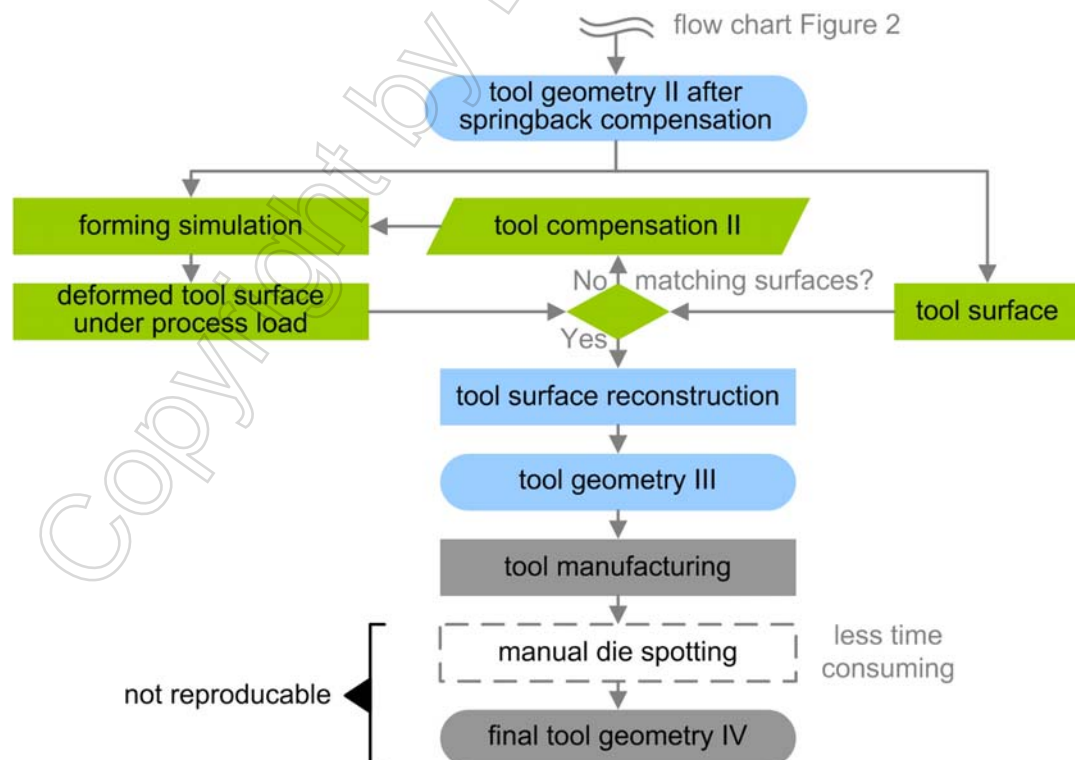 flow chart Figure 2
tool geometry II after
springback compensation
forming simulation
tool compensation II
No
matching surfaces?
deformed tool surface
under process load
tool surface
Yes
tool surface reconstruction
tool geometry III
tool manufacturing
manual die spotting
less time
consuming
not reproducable
final tool geometry IV
Copyright by